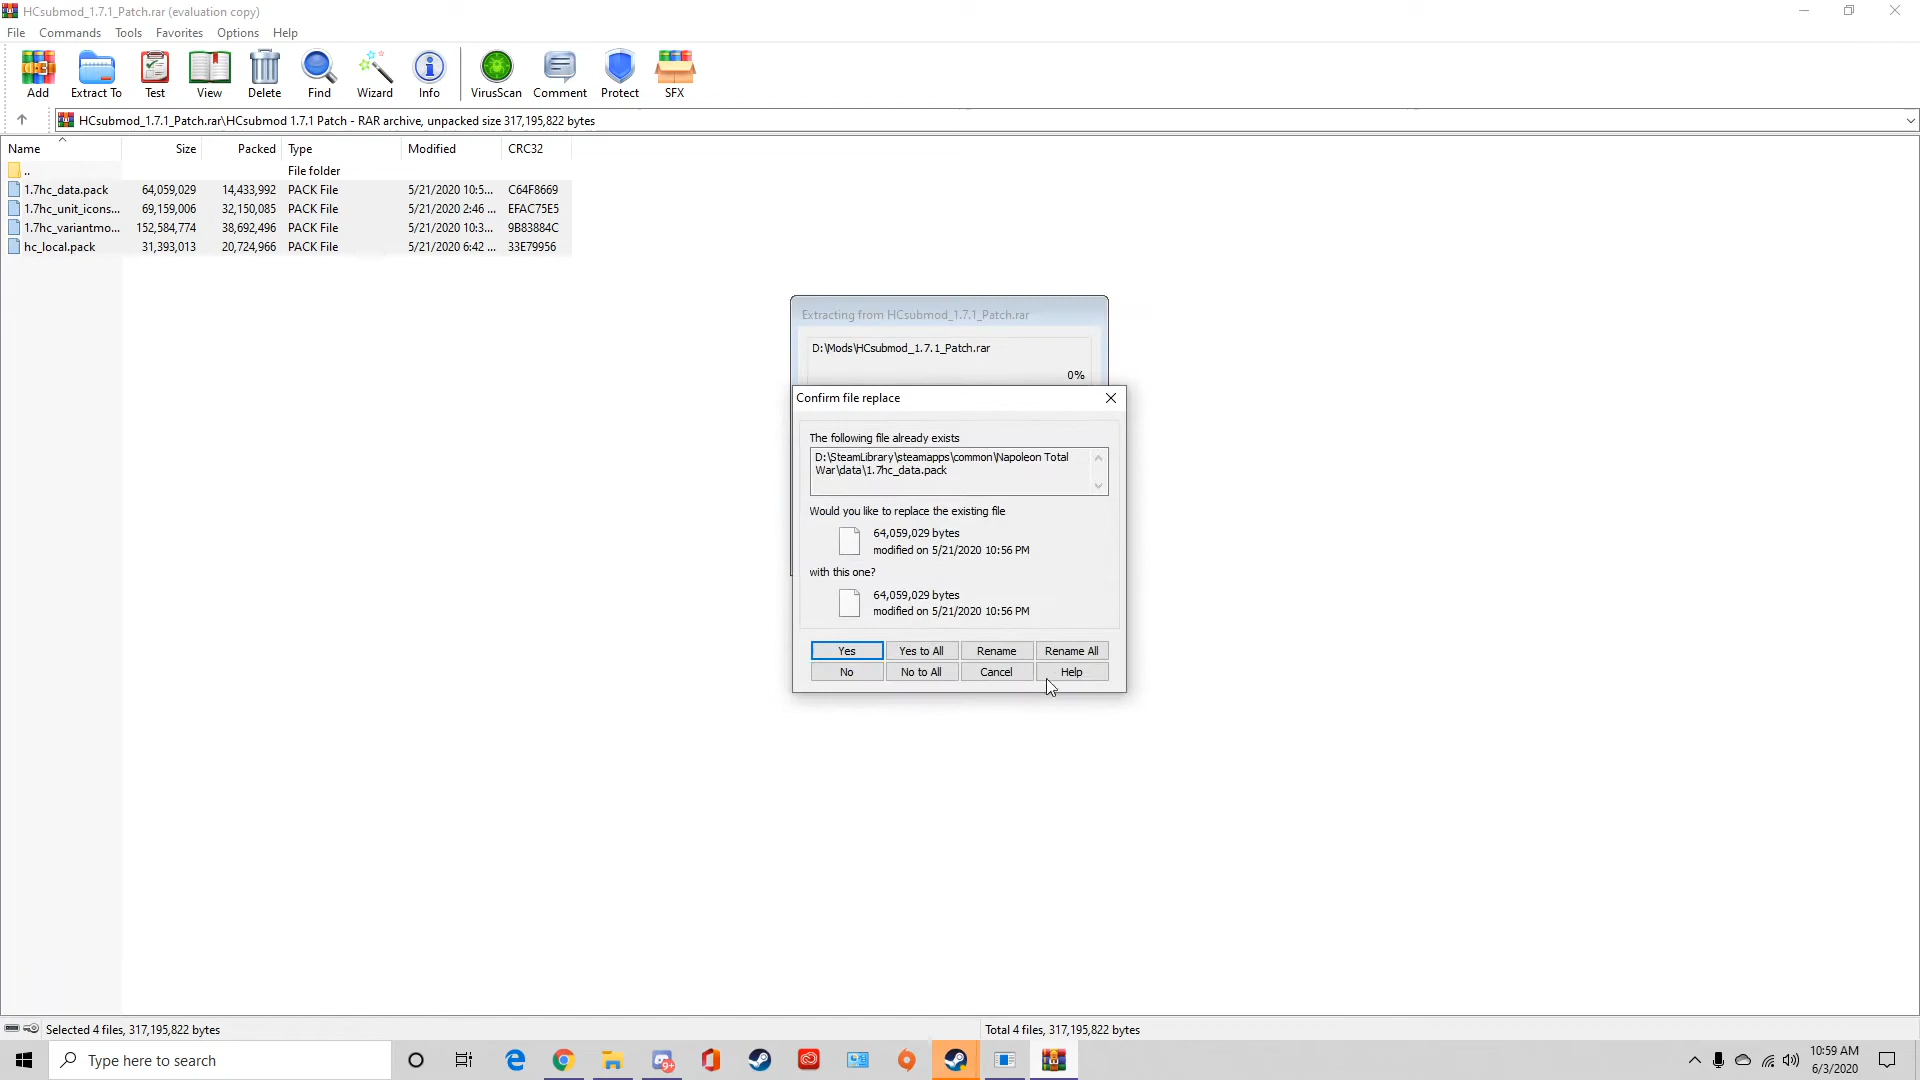 HCsubmod_1.7.1_Patch.rar (evaluation copy)
File Commands Tools Favorites Options Help
Add Extract To Test View Delete Find Wizard Info VirusScan Comment Protect SFX
HCsubmod_1.7.1_Patch.rar\HCsubmod 1.7.1 Patch - RAR archive, unpacked size 317,195,822 bytes
Name Size Packed Type Modified CRC32
.. File folder
1.7hc_data.pack 64,059,029 14,433,992 PACK File 5/21/2020 10:5... C64F8669
1.7hc_unit_icons... 69,159,006 32,150,085 PACK File 5/21/2020 2:46 ... EFAC75E5
1.7hc_variantmo... 152,584,774 38,692,496 PACK File 5/21/2020 10:3... 9B83884C
hc_local.pack 31,393,013 20,724,966 PACK File 5/21/2020 6:42 ... 33E79956
Extracting from HCsubmod_1.7.1_Patch.rar
D:\Mods\HCsubmod_1.7.1_Patch.rar
0%
Confirm file replace
The following file already exists
D:\SteamLibrary\steamapps\common\Napoleon Total
War\data\1.7hc_data.pack
Would you like to replace the existing file
64,059,029 bytes
modified on 5/21/2020 10:56 PM
with this one?
64,059,029 bytes
modified on 5/21/2020 10:56 PM
Yes Yes to All Rename Rename All
No No to All Cancel Help
Selected 4 files, 317,195,822 bytes
Total 4 files, 317,195,822 bytes
Type here to search
10:59 AM
6/3/2020